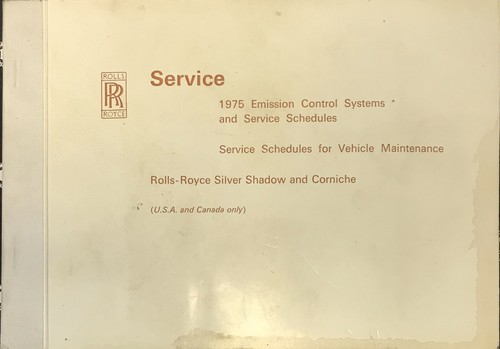 ROLLS
RR
ROYCE
Service
1975 Emission Control Systems *
and Service Schedules
Service Schedules for Vehicle Maintenance
Rolls-Royce Silver Shadow and Corniche
(U.S.A. and Canada only)